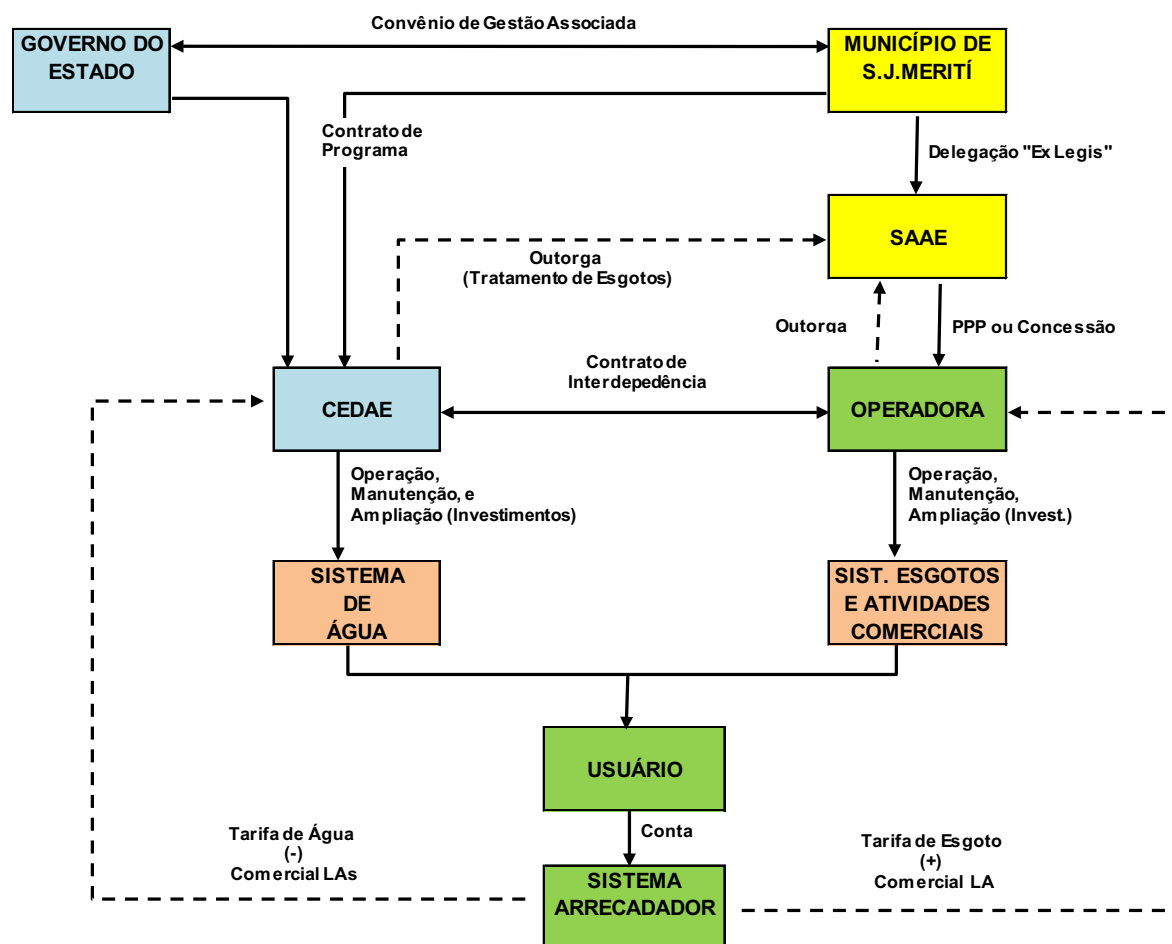 Convênio de Gestão Associada
GOVERNO DO
ESTADO
MUNICÍPIO DE
S.J.MERITÍ
Contrato de
Programa
Delegação "Ex Legis"
SAAE
Outorga
(Tratamento de Esgotos)
Outorga
PPP ou Concessão
Contrato de
Interdepedência
CEDAE
OPERADORA
Operação,
Manutenção, e
Ampliação (Investimentos)
Operação,
Manutenção,
Ampliação (Invest.)
SISTEMA
DE
ÁGUA
SIST. ESGOTOS
E ATIVIDADES
COMERCIAIS
USUÁRIO
Conta
Tarifa de Água
(-)
Comercial LAs
Tarifa de Esgoto
(+)
Comercial LA
SISTEMA
ARRECADADOR